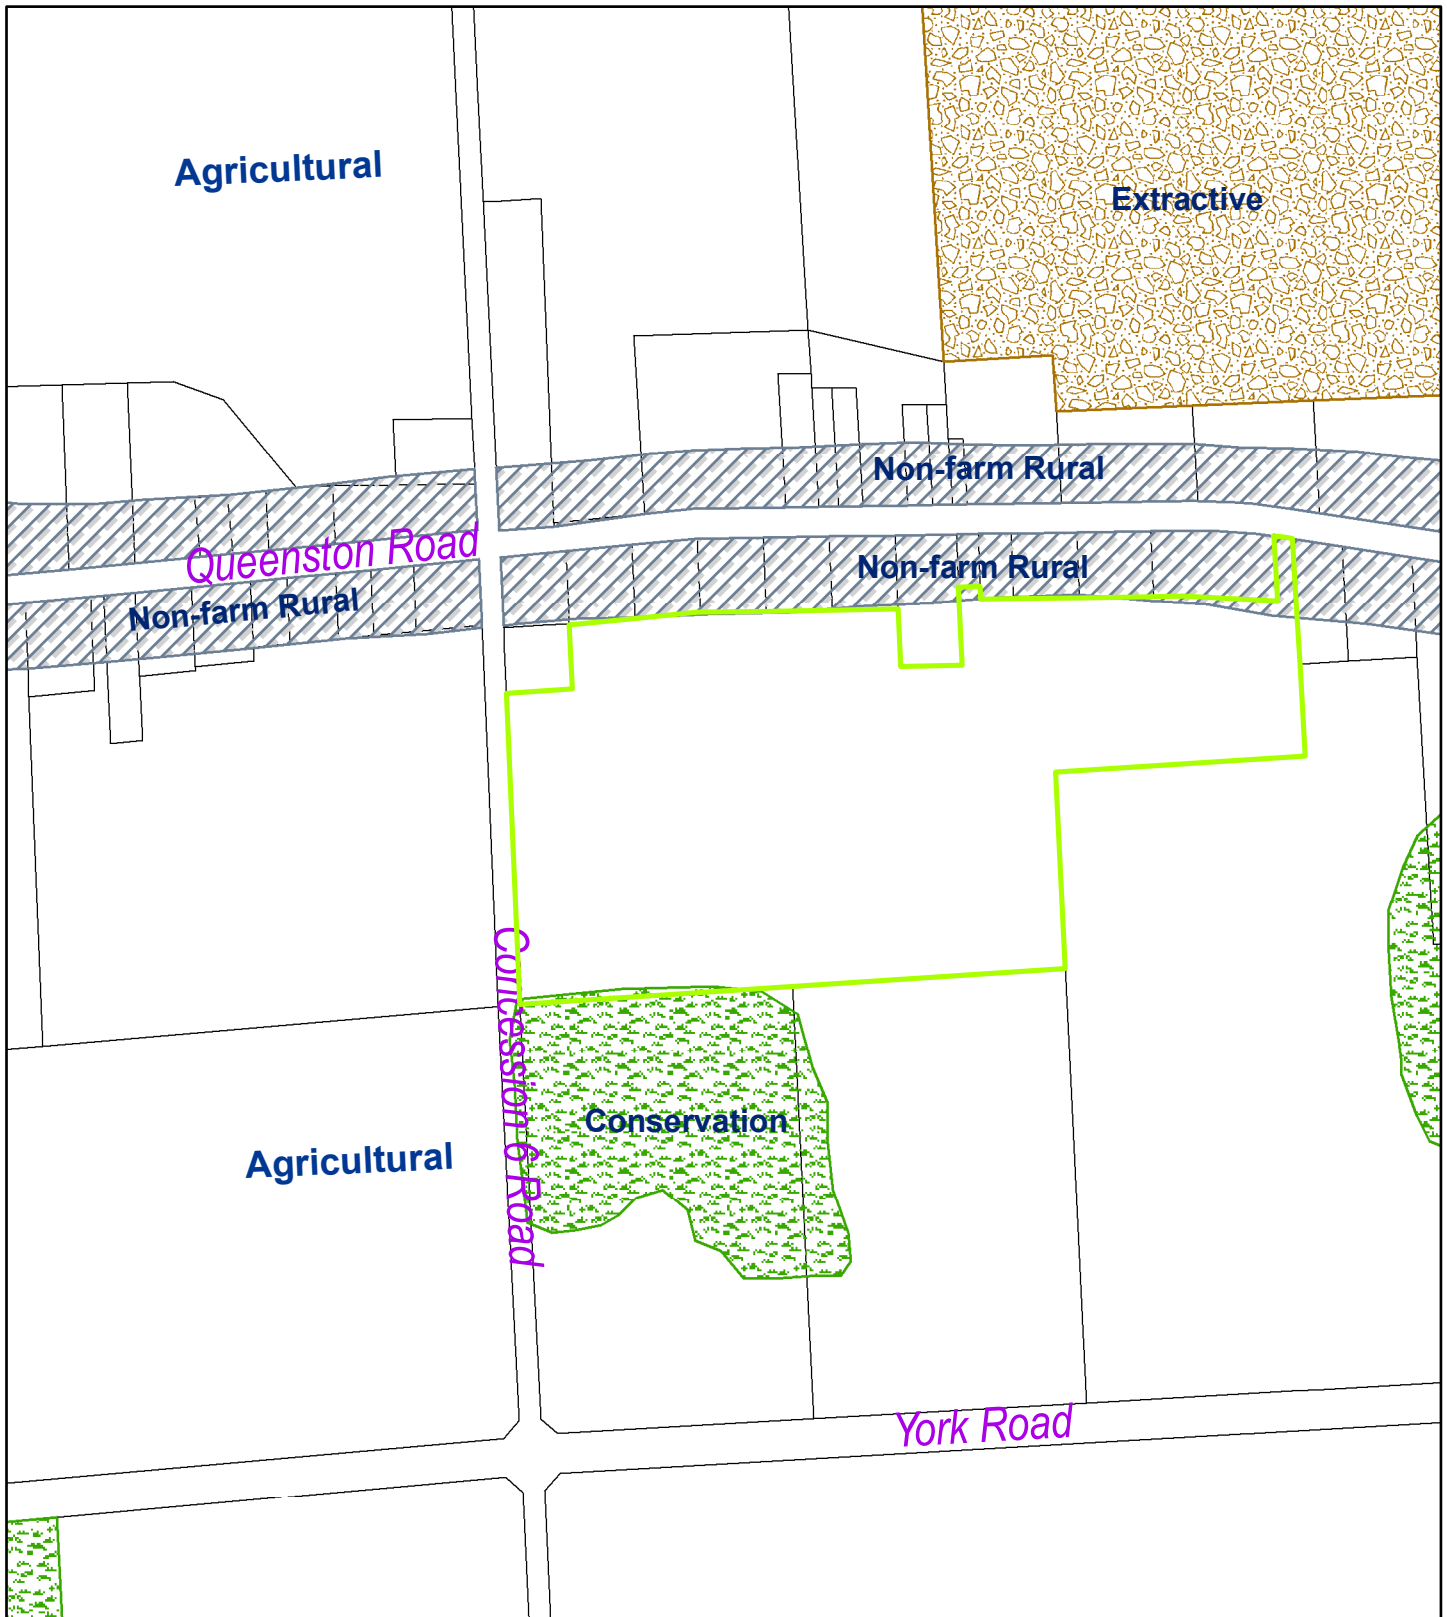 Agricultural
Extractive
Non-farm Rural
Queenston Road
Non-farm Rural
Non-farm Rural
Concession 6 Road
Conservation
Agricultural
York Road